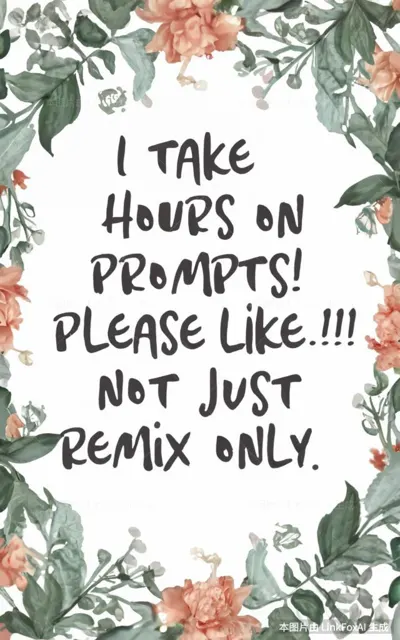 I TAKE
HOURS ON
PROMPTS!
PLEASE LIKE.!!!
NOT JUST
REMIX ONLY.
本图片由 LinkFoxAI 生成